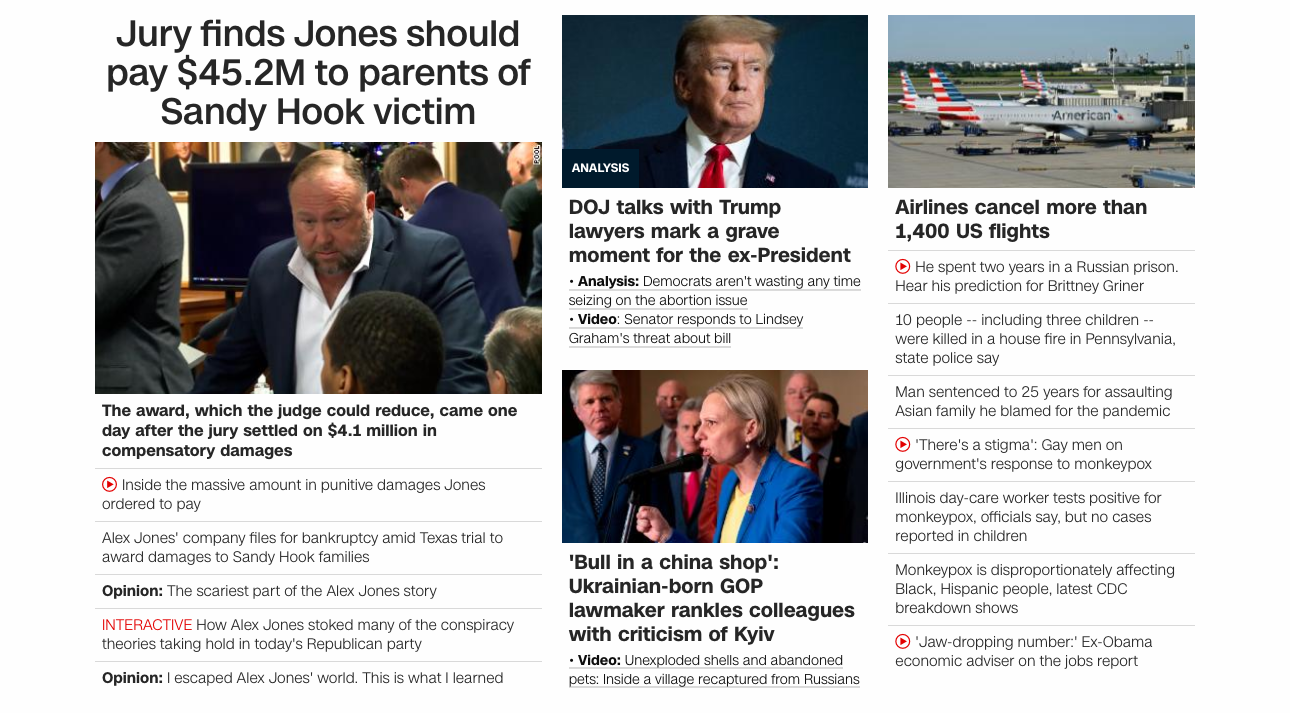 Jury finds Jones should
pay $45.2M to parents of
Sandy Hook victim
POOL
The award, which the judge could reduce, came one
day after the jury settled on $4.1 million in
compensatory damages
Inside the massive amount in punitive damages Jones
ordered to pay
Alex Jones' company files for bankruptcy amid Texas trial to
award damages to Sandy Hook families
Opinion: The scariest part of the Alex Jones story
INTERACTIVE How Alex Jones stoked many of the conspiracy
theories taking hold in today's Republican party
Opinion: I escaped Alex Jones' world. This is what I learned
ANALYSIS
DOJ talks with Trump
lawyers mark a grave
moment for the ex-President
• Analysis: Democrats aren't wasting any time
seizing on the abortion issue
• Video: Senator responds to Lindsey
Graham's threat about bill
'Bull in a china shop':
Ukrainian-born GOP
lawmaker rankles colleagues
with criticism of Kyiv
• Video: Unexploded shells and abandoned
pets: Inside a village recaptured from Russians
American
Airlines cancel more than
1,400 US flights
He spent two years in a Russian prison.
Hear his prediction for Brittney Griner
10 people -- including three children --
were killed in a house fire in Pennsylvania,
state police say
Man sentenced to 25 years for assaulting
Asian family he blamed for the pandemic
'There's a stigma': Gay men on
government's response to monkeypox
Illinois day-care worker tests positive for
monkeypox, officials say, but no cases
reported in children
Monkeypox is disproportionately affecting
Black, Hispanic people, latest CDC
breakdown shows
'Jaw-dropping number:' Ex-Obama
economic adviser on the jobs report